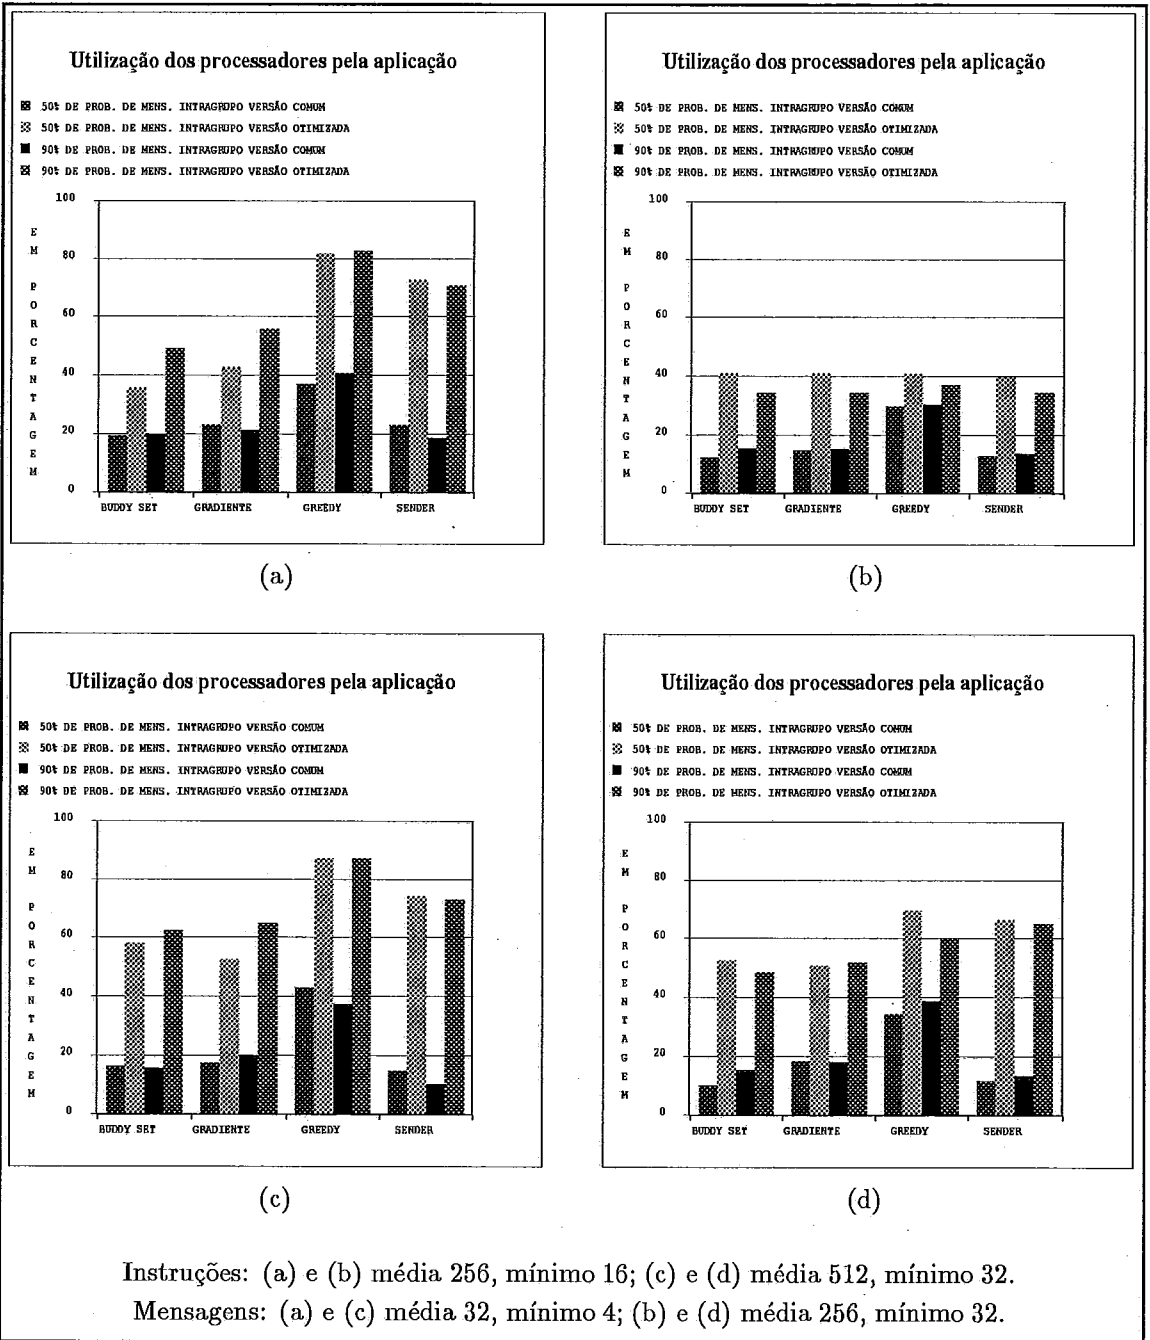 Utilização dos processadores pela aplicação
50% DE PROB. DE MENS. INTRAGRUPO VERSÃO COMUM
50% DE PROB. DE MENS. INTRAGRUPO VERSÃO OTIMIZADA
90% DE PROB. DE MENS. INTRAGRUPO VERSÃO COMUM
90% DE PROB. DE MENS. INTRAGRUPO VERSÃO OTIMIZADA
EM PORCENTAGEM
100
80
60
40
20
0
BUDDY SET GRADIENTE GREEDY SENDER
(a)
Utilização dos processadores pela aplicação
50% DE PROB. DE MENS. INTRAGRUPO VERSÃO COMUM
50% DE PROB. DE MENS. INTRAGRUPO VERSÃO OTIMIZADA
90% DE PROB. DE MENS. INTRAGRUPO VERSÃO COMUM
90% DE PROB. DE MENS. INTRAGRUPO VERSÃO OTIMIZADA
EM PORCENTAGEM
100
80
60
40
20
0
BUDDY SET GRADIENTE GREEDY SENDER
(b)
Utilização dos processadores pela aplicação
50% DE PROB. DE MENS. INTRAGRUPO VERSÃO COMUM
50% DE PROB. DE MENS. INTRAGRUPO VERSÃO OTIMIZADA
90% DE PROB. DE MENS. INTRAGRUPO VERSÃO COMUM
90% DE PROB. DE MENS. INTRAGRUPO VERSÃO OTIMIZADA
EM PORCENTAGEM
100
80
60
40
20
0
BUDDY SET GRADIENTE GREEDY SENDER
(c)
Utilização dos processadores pela aplicação
50% DE PROB. DE MENS. INTRAGRUPO VERSÃO COMUM
50% DE PROB. DE MENS. INTRAGRUPO VERSÃO OTIMIZADA
90% DE PROB. DE MENS. INTRAGRUPO VERSÃO COMUM
90% DE PROB. DE MENS. INTRAGRUPO VERSÃO OTIMIZADA
EM PORCENTAGEM
100
80
60
40
20
0
BUDDY SET GRADIENTE GREEDY SENDER
(d)
Instruções: (a) e (b) média 256, mínimo 16; (c) e (d) média 512, mínimo 32.
Mensagens: (a) e (c) média 32, mínimo 4; (b) e (d) média 256, mínimo 32.